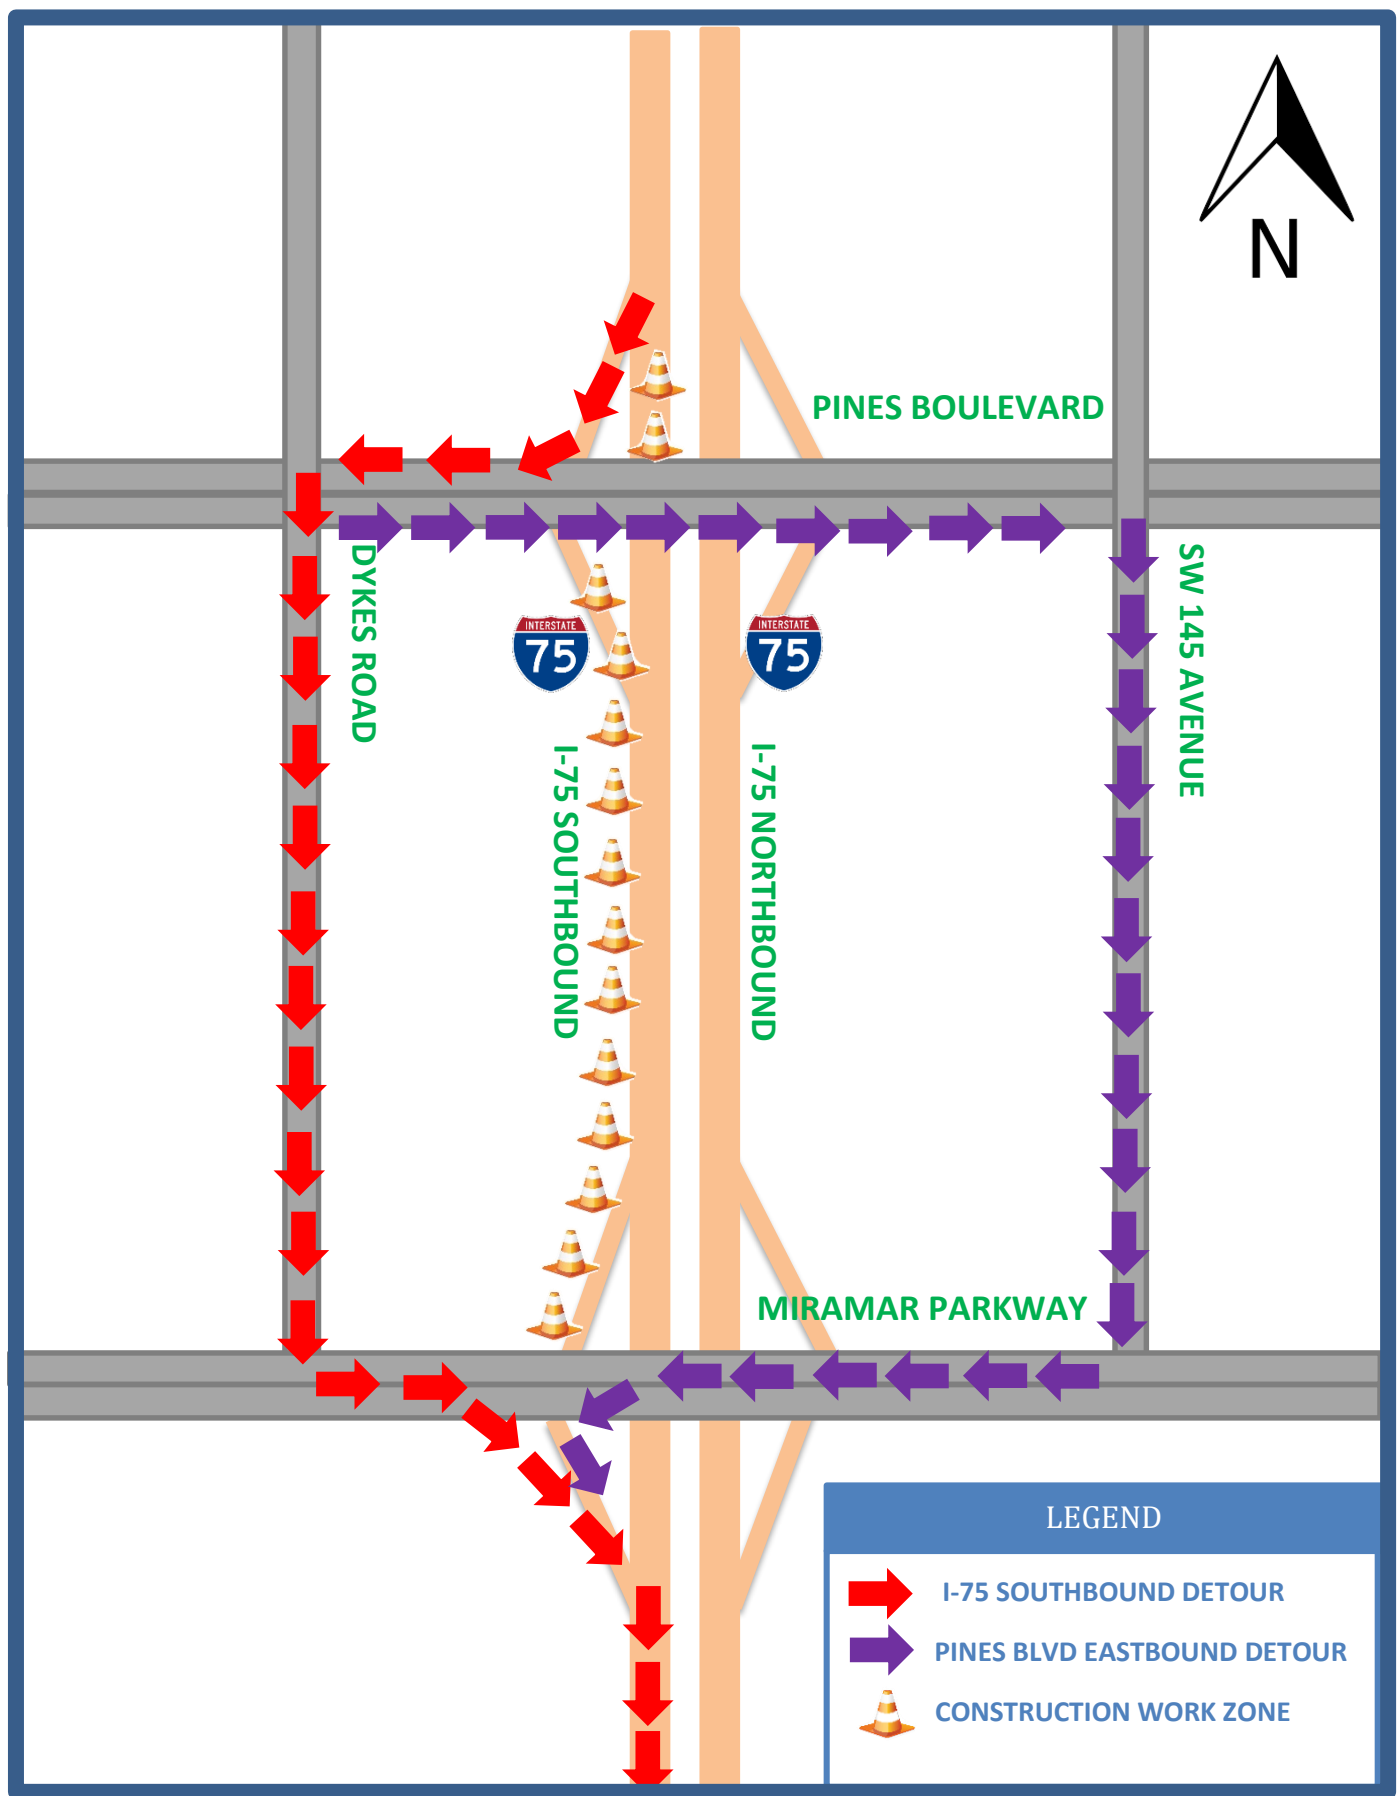 N
PINES BOULEVARD
DYKES ROAD
SW 145 AVENUE
INTERSTATE
75
INTERSTATE
75
I-75 SOUTHBOUND
I-75 NORTHBOUND
MIRAMAR PARKWAY
LEGEND
I-75 SOUTHBOUND DETOUR
PINES BLVD EASTBOUND DETOUR
CONSTRUCTION WORK ZONE